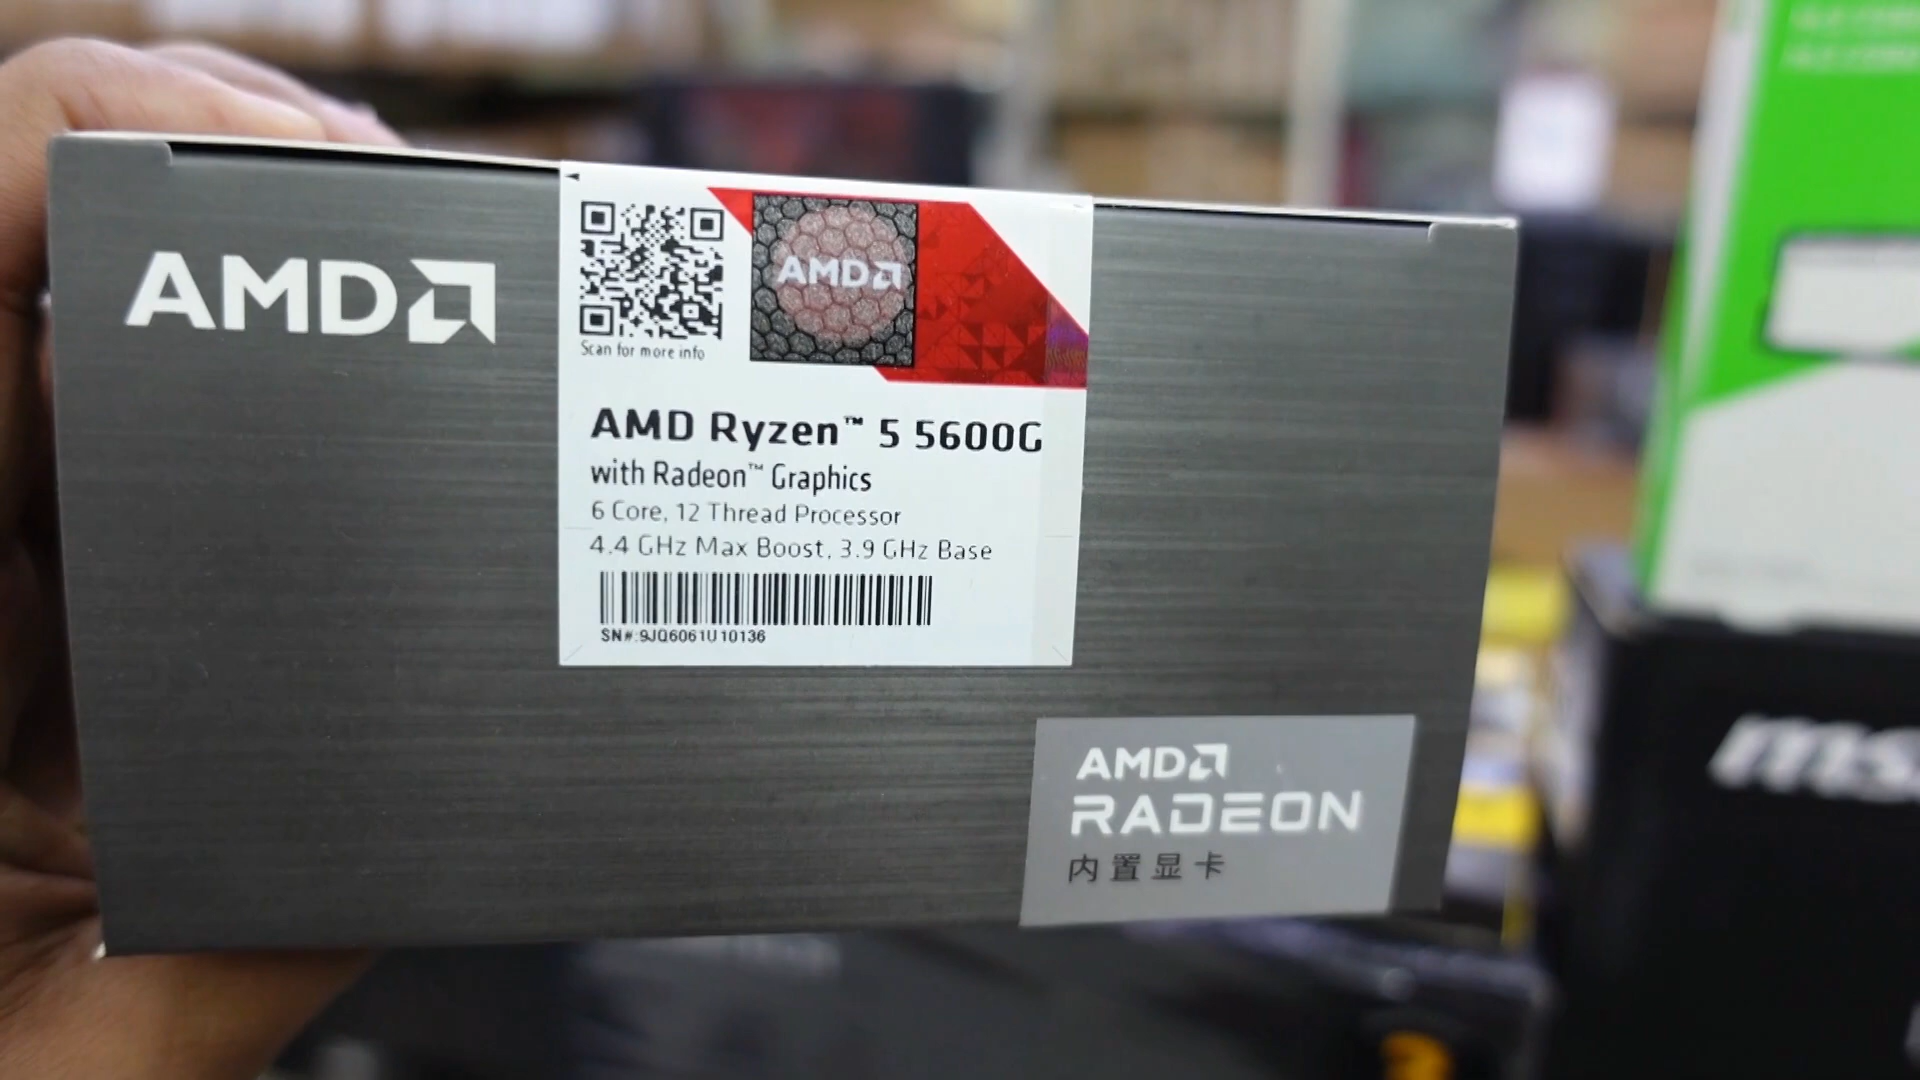 AMD
Scan for more info
AMD
AMD Ryzen™ 5 5600G
with Radeon™ Graphics
6 Core, 12 Thread Processor
4.4 GHz Max Boost, 3.9 GHz Base
SN#:9JQ6061U10136
AMD
RADEON
内置显卡
msi